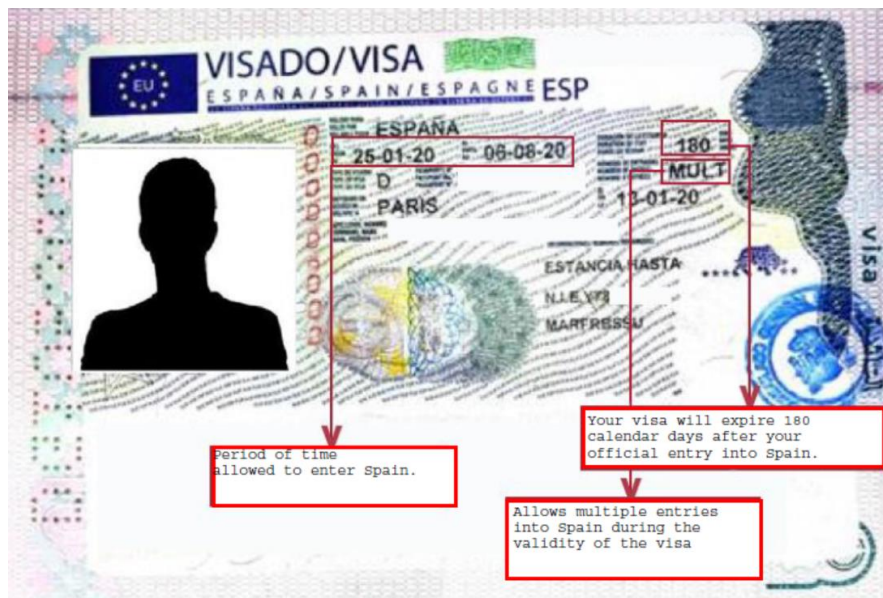 EU
VISADO/VISA
ESPAÑA/SPAIN/ESPAGNE ESP
ESPAÑA
25-01-20 06-08-20 180
D MULT
PARIS 13-01-20
ESTANCIA HASTA
N.I.E.Y
MARFRESSU
visa
Period of time
allowed to enter Spain.
Your visa will expire 180
calendar days after your
official entry into Spain.
Allows multiple entries
into Spain during the
validity of the visa